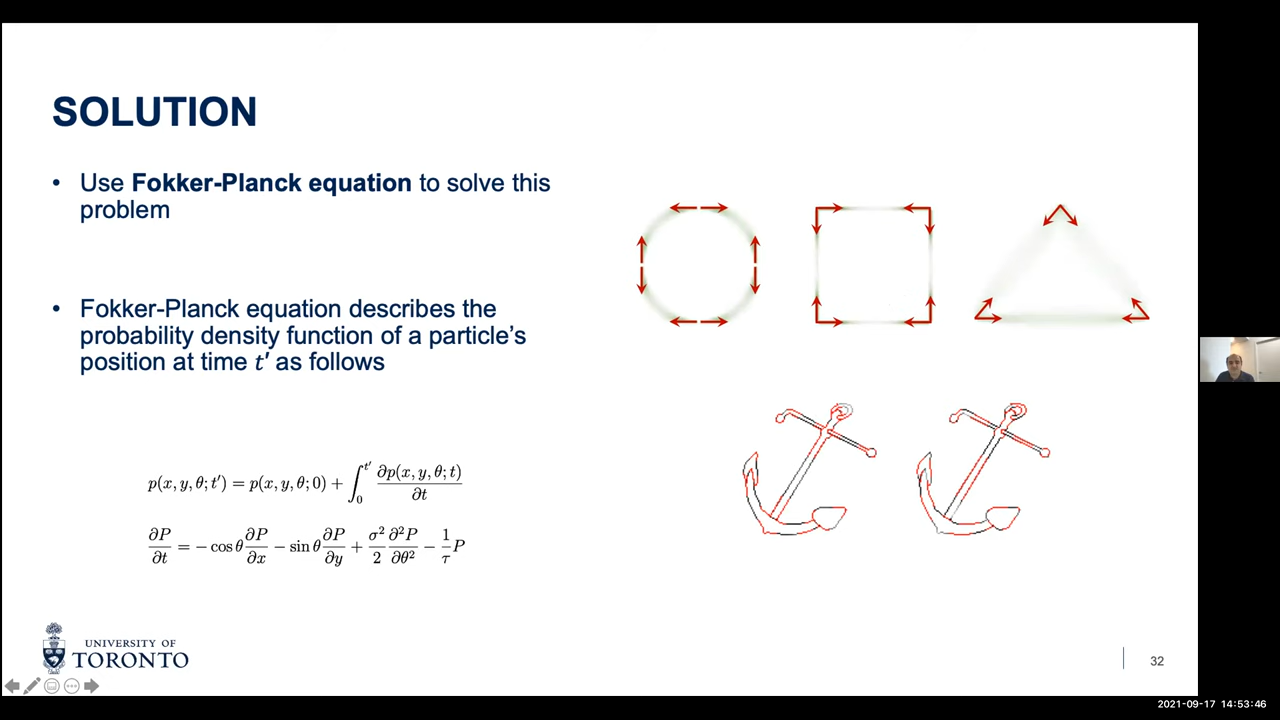 SOLUTION
• Use Fokker-Planck equation to solve this
problem
• Fokker-Planck equation describes the
probability density function of a particle’s
position at time t′ as follows
p(x, y, θ; t′) = p(x, y, θ; 0) + ∫₀^t′ ∂p(x, y, θ; t)/∂t
∂P/∂t = − cos θ ∂P/∂x − sin θ ∂P/∂y + σ²/2 ∂²P/∂θ² − 1/τ P
UNIVERSITY OF
TORONTO
32
2021-09-17 14:53:46